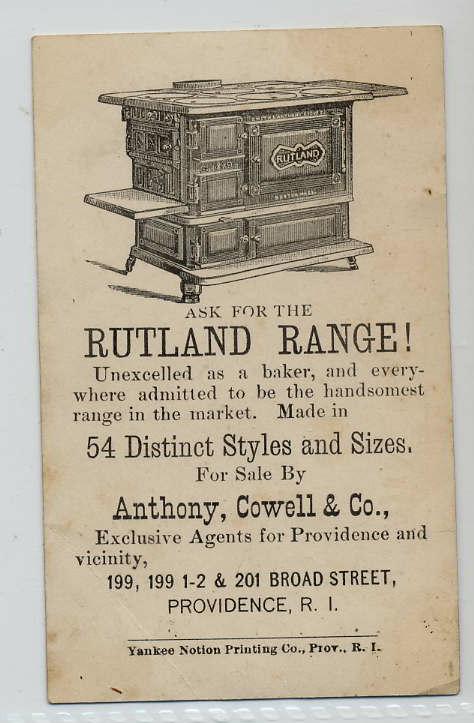 RUTLAND
ASK FOR THE
RUTLAND RANGE!
Unexcelled as a baker, and every-
where admitted to be the handsomest
range in the market. Made in
54 Distinct Styles and Sizes.
For Sale By
Anthony, Cowell & Co.,
Exclusive Agents for Providence and
vicinity,
199, 199 1-2 & 201 BROAD STREET,
PROVIDENCE, R. I.
Yankee Notion Printing Co., Prov., R. I.